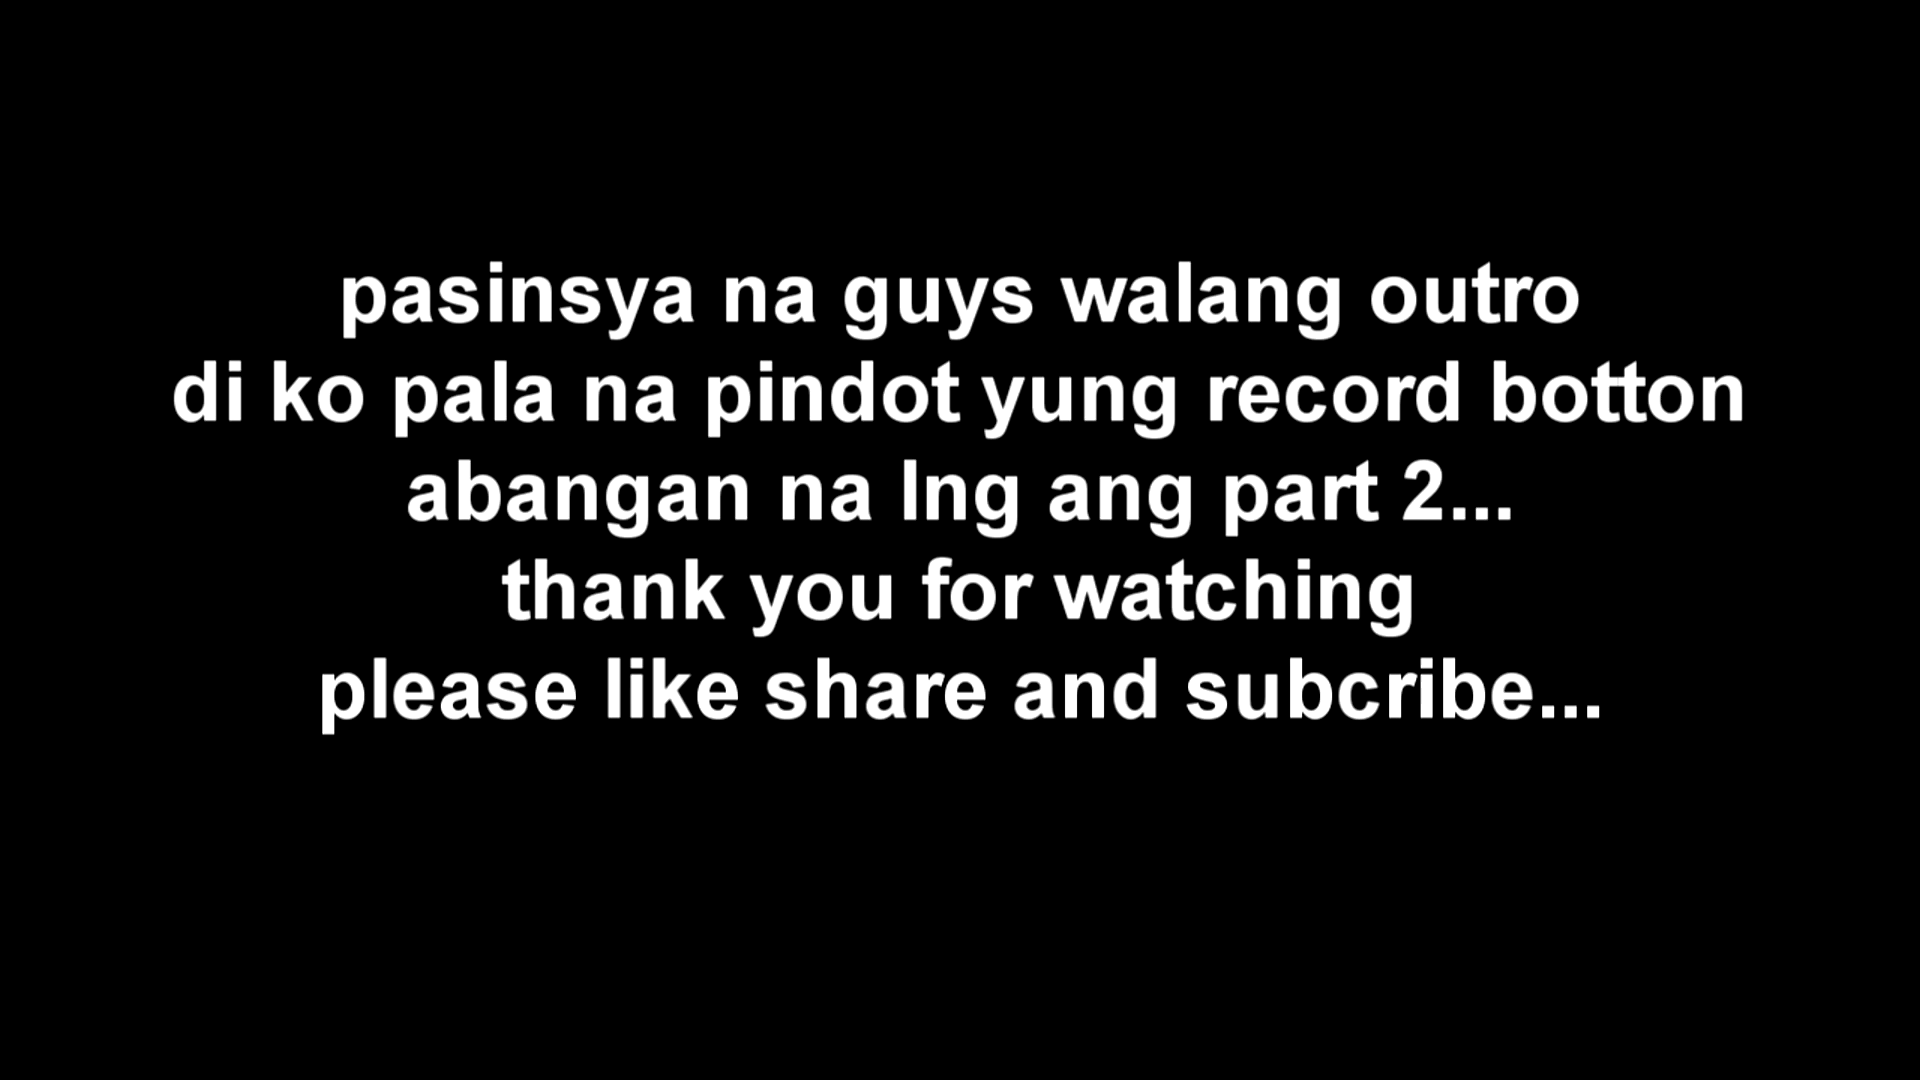 pasinsya na guys walang outro
di ko pala na pindot yung record botton
abangan na lng ang part 2...
thank you for watching
please like share and subcribe...